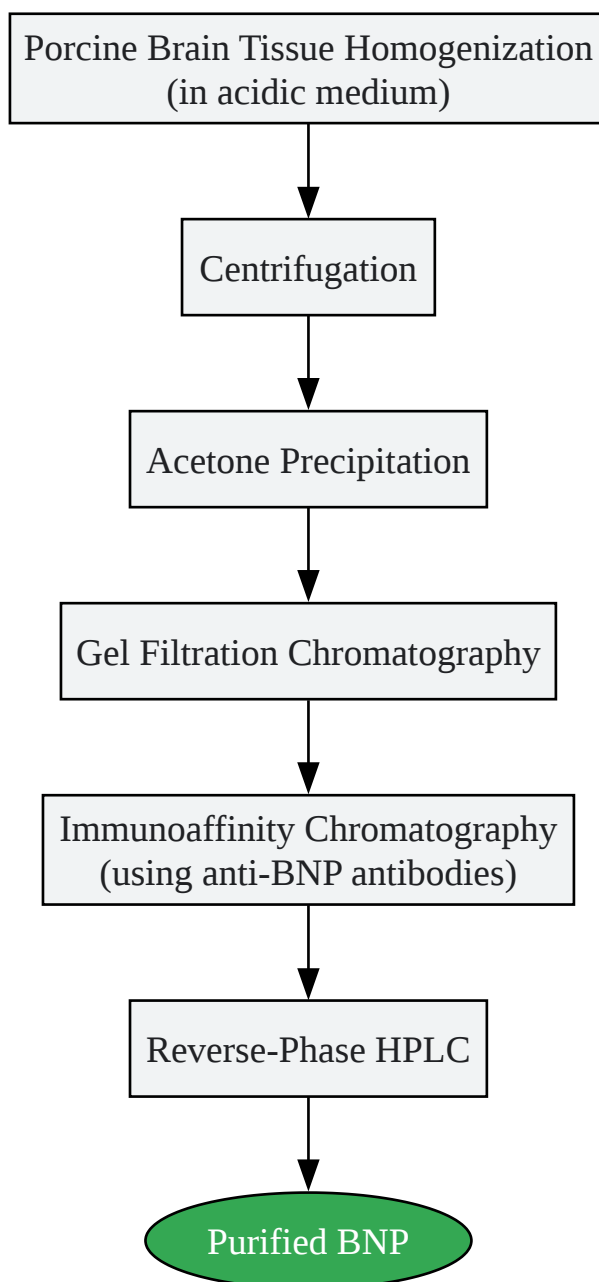 Porcine Brain Tissue Homogenization
(in acidic medium)
Centrifugation
Acetone Precipitation
Gel Filtration Chromatography
Immunoaffinity Chromatography
(using anti-BNP antibodies)
Reverse-Phase HPLC
Purified BNP